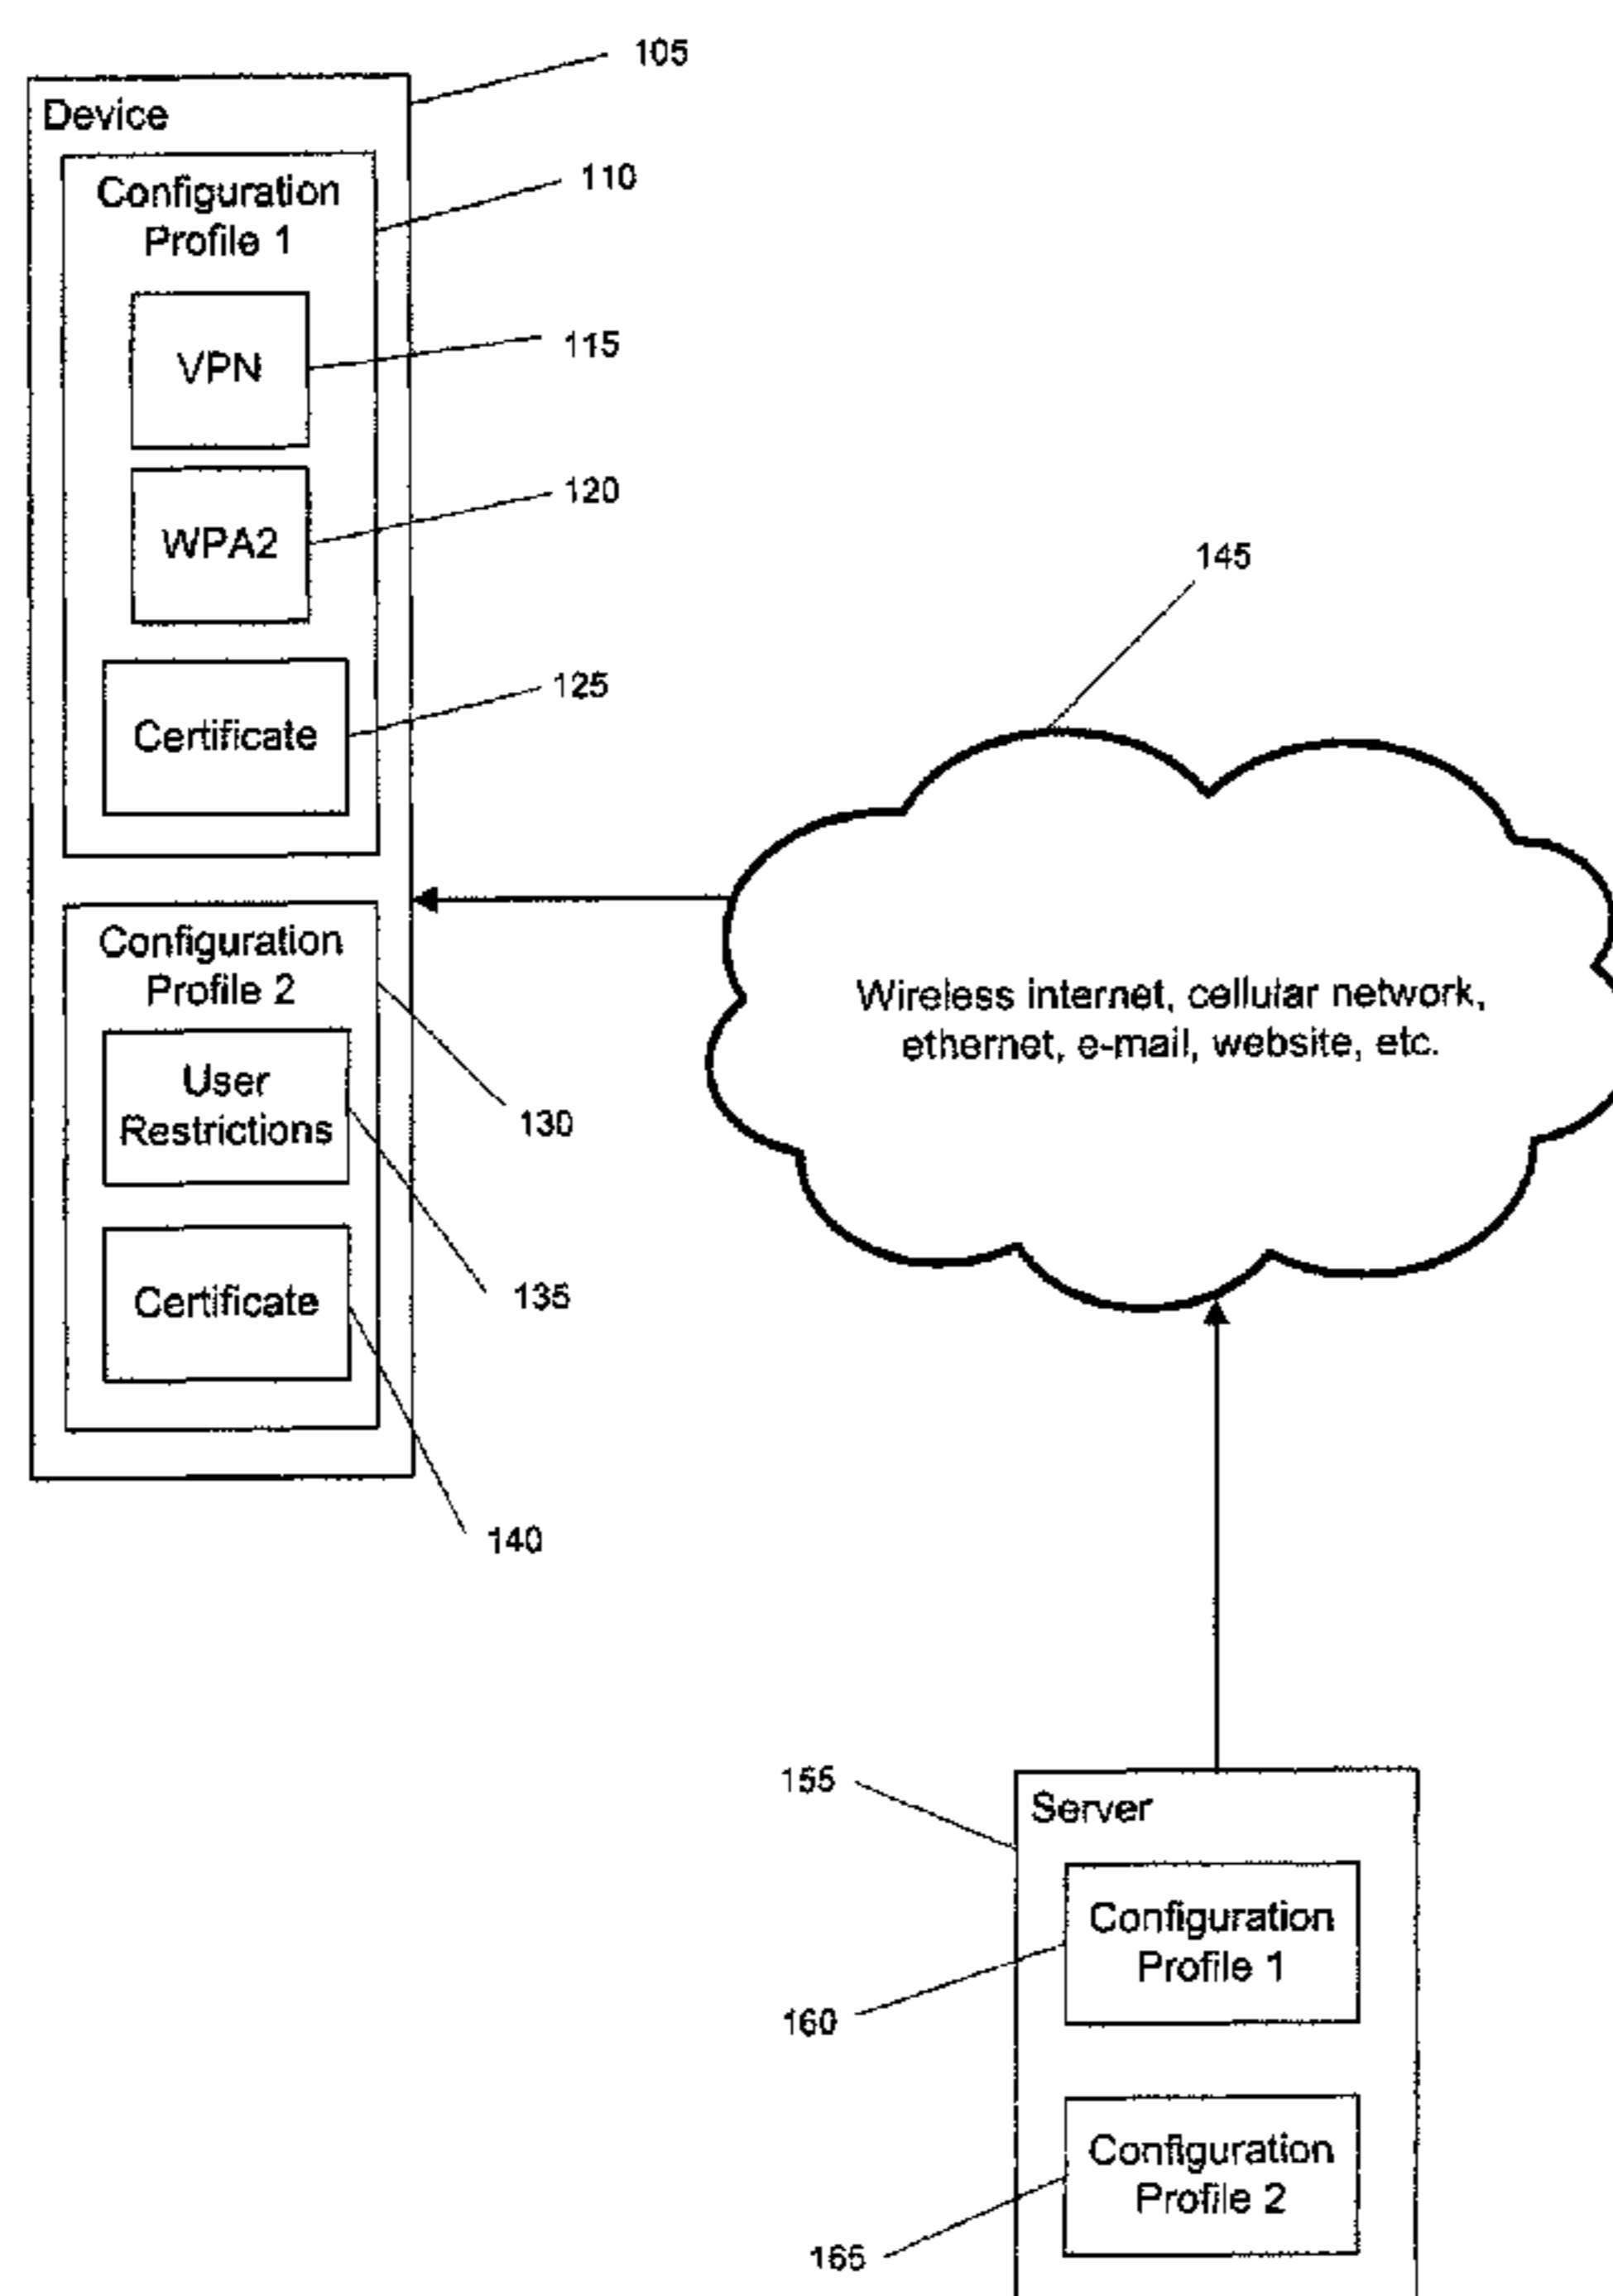 105
Device
110
Configuration
Profile 1
115
VPN
120
WPA2
125
Certificate
145
Wireless internet, cellular network,
ethernet, e-mail, website, etc.
Configuration
Profile 2
130
User
Restrictions
135
Certificate
140
155
Server
Configuration
Profile 1
160
Configuration
Profile 2
165